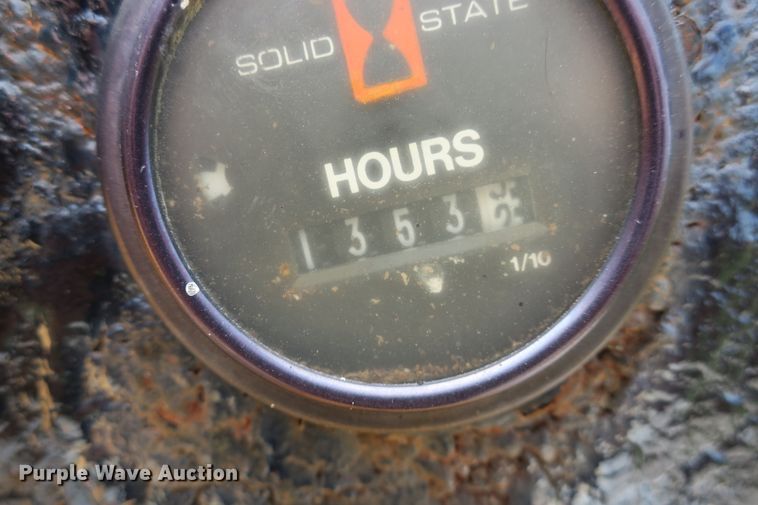 SOLID STATE
HOURS
1353
1/10
Purple Wave Auction